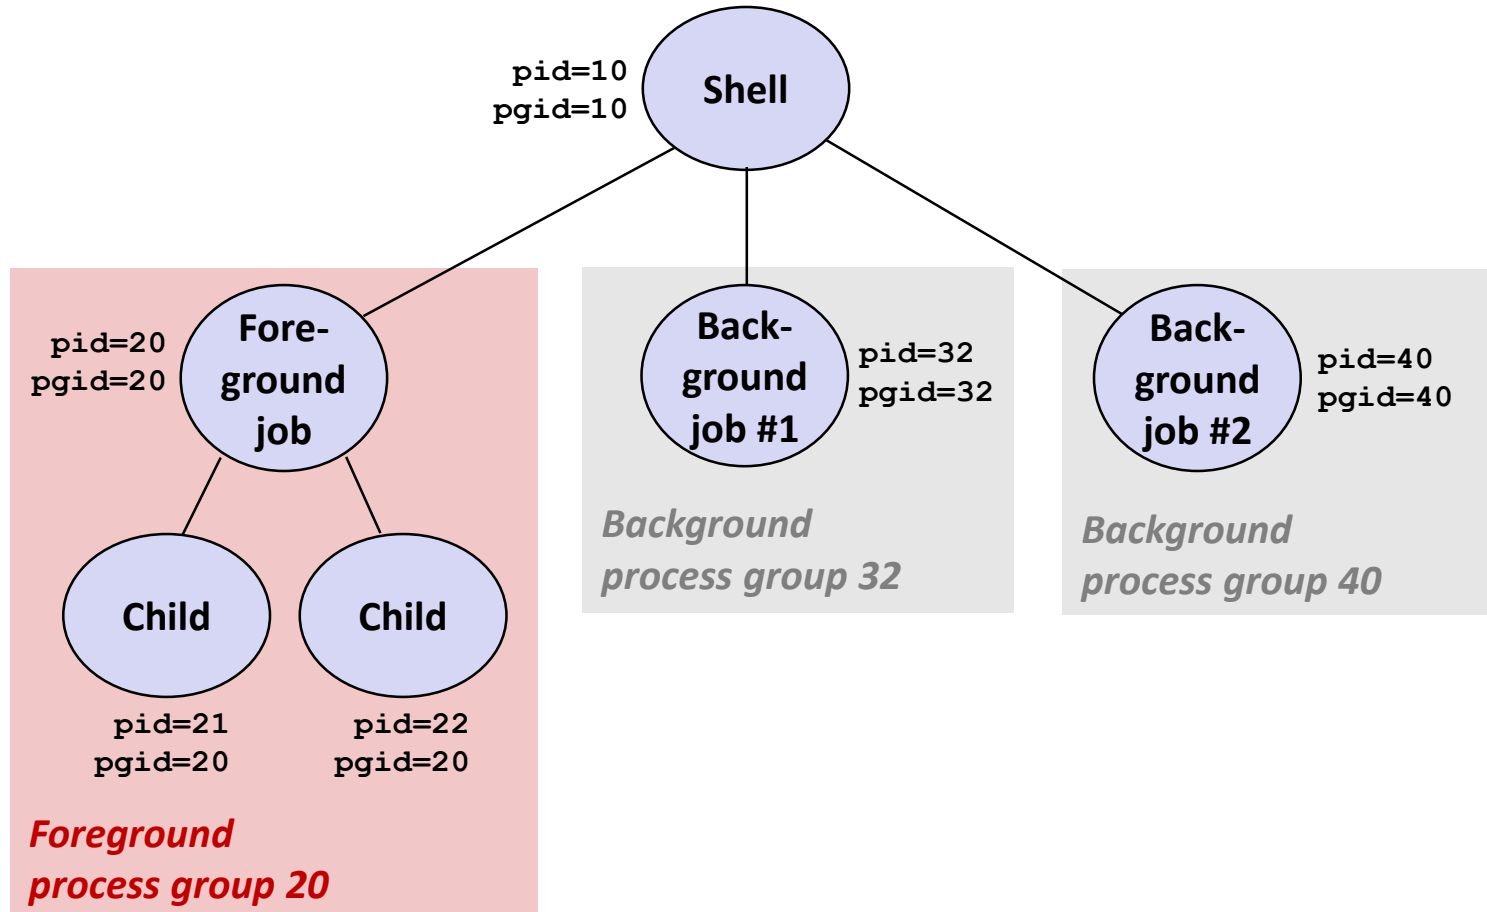 pid=10
pgid=10
Shell
pid=20
pgid=20
Fore-
ground
job
Back-
ground
job #1
pid=32
pgid=32
Back-
ground
job #2
pid=40
pgid=40
Background
process group 32
Background
process group 40
Child
Child
pid=21
pgid=20
pid=22
pgid=20
Foreground
process group 20